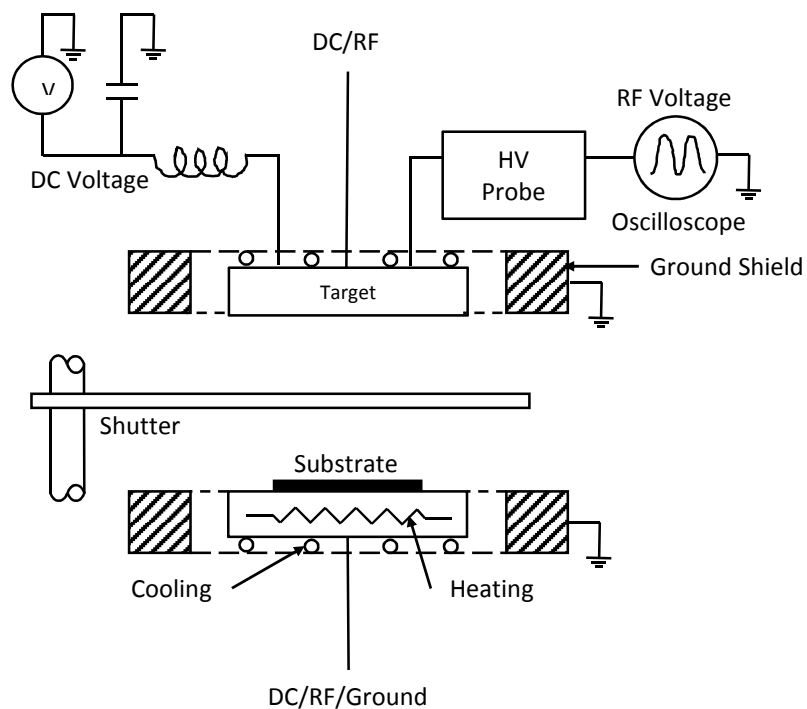 DC/RF
V
DC Voltage
RF Voltage
HV
Probe
Oscilloscope
Ground Shield
Target
Shutter
Substrate
Cooling
Heating
DC/RF/Ground